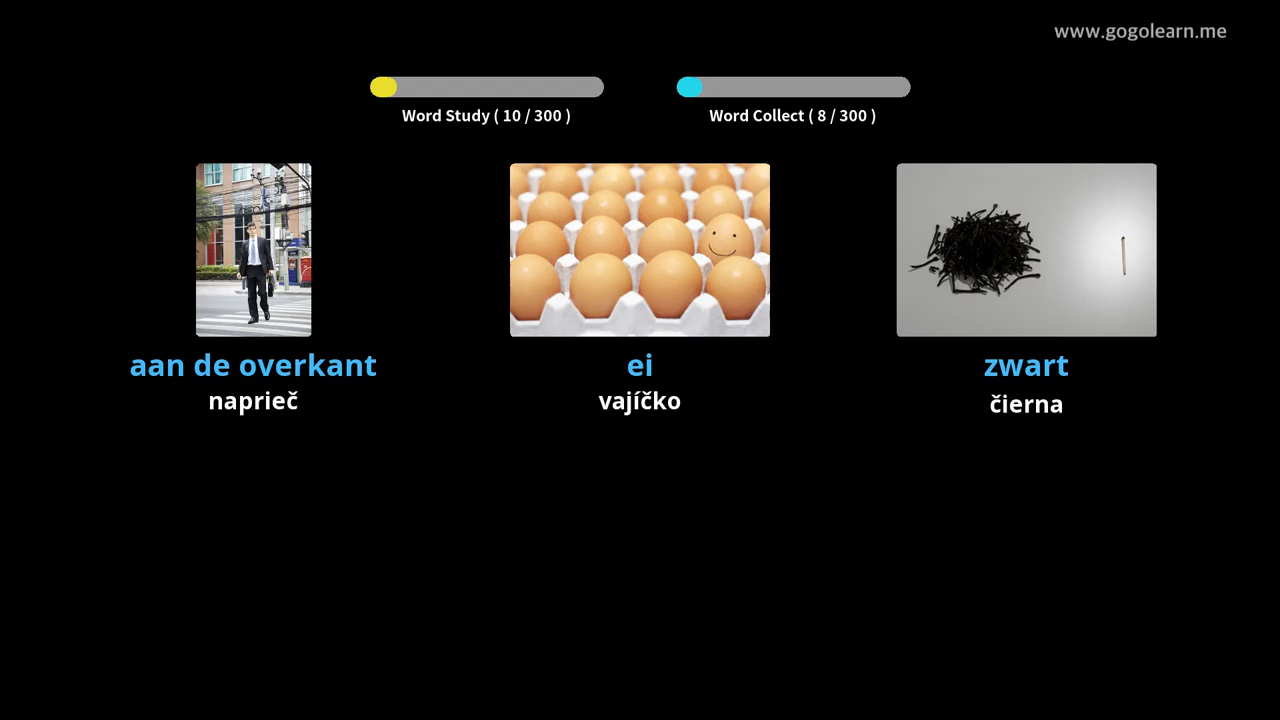 www.gogolearn.me
Word Study ( 10 / 300 )
Word Collect ( 8 / 300 )
aan de overkant
naprieč
ei
vajíčko
zwart
čierna